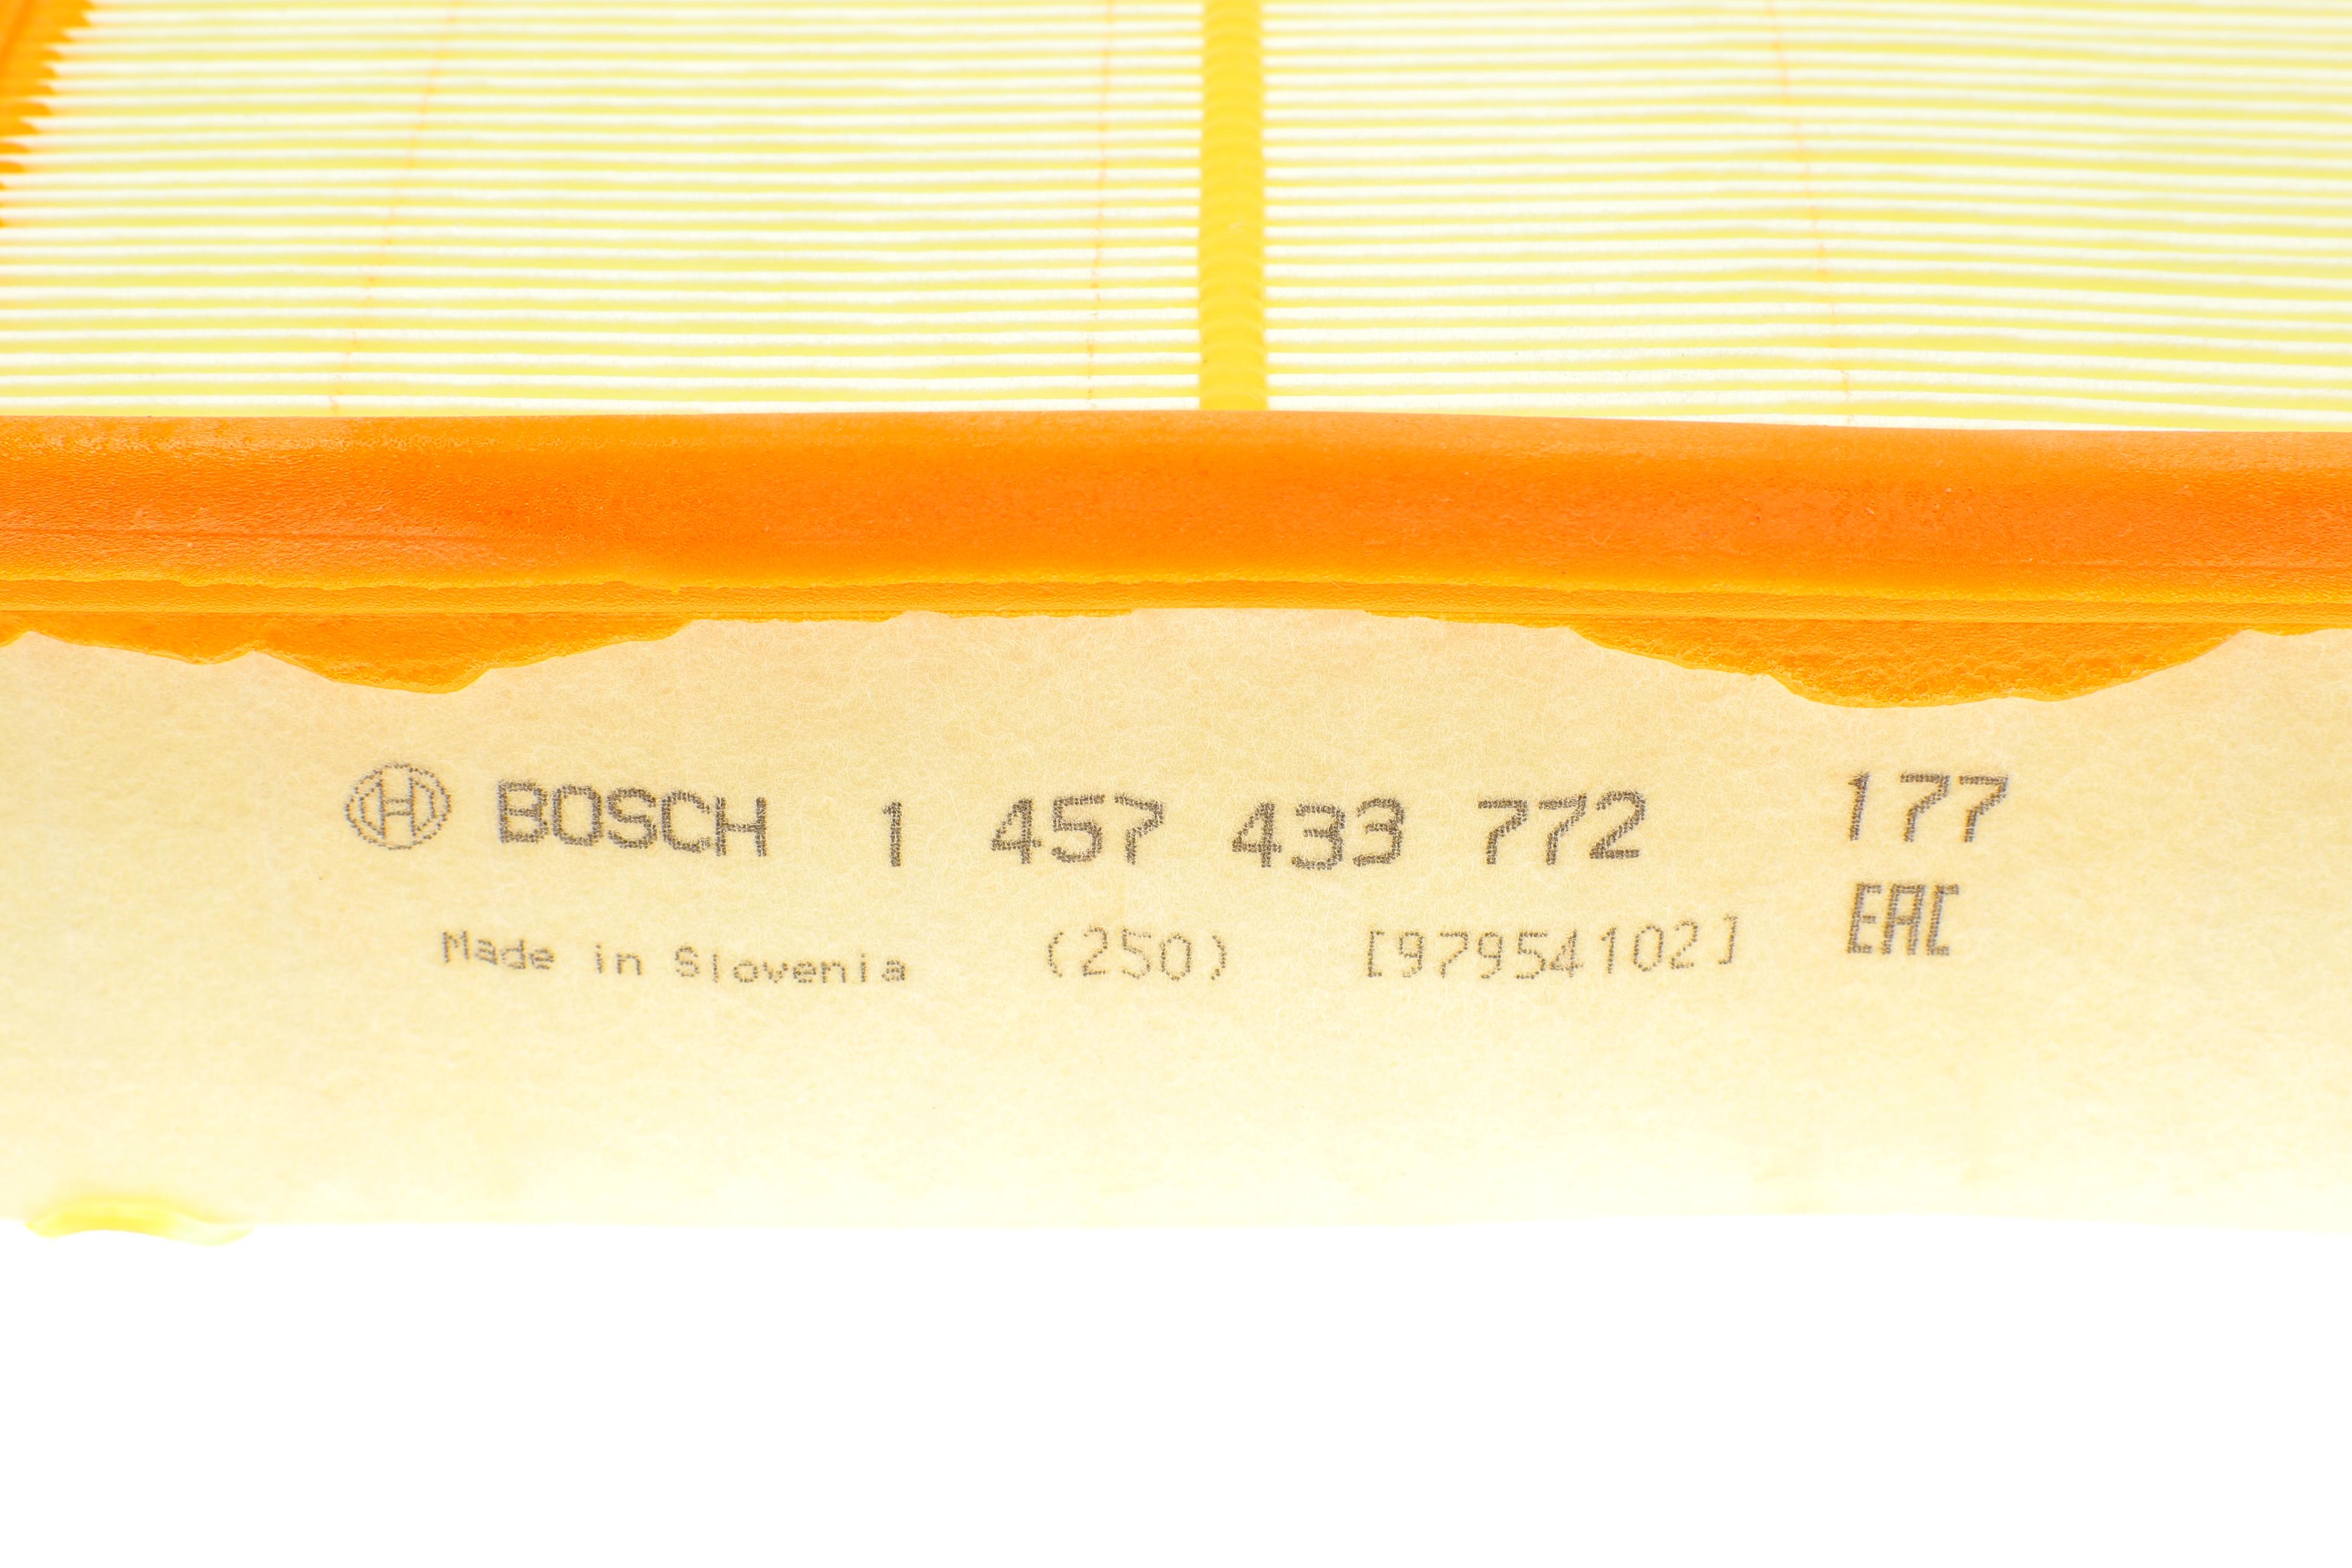 BOSCH 1 457 433 772 177
Made in Slovenia (250) [97954102] EAC